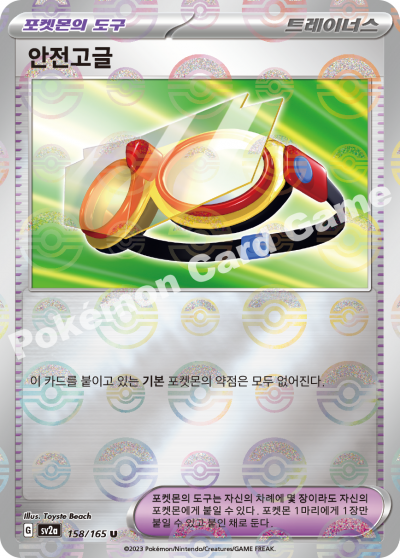 포켓몬의 도구
트레이너스
안전고글
Pokémon Card Game
이 카드를 붙이고 있는 기본 포켓몬의 약점은 모두 없어진다.
Illus. Toyste Beach
G sv2a 158/165 U
포켓몬의 도구는 자신의 차례에 몇 장이라도 자신의
포켓몬에게 붙일 수 있다. 포켓몬 1마리에게 1장만
붙일 수 있고 붙인 채로 둔다.
©2023 Pokémon/Nintendo/Creatures/GAME FREAK.